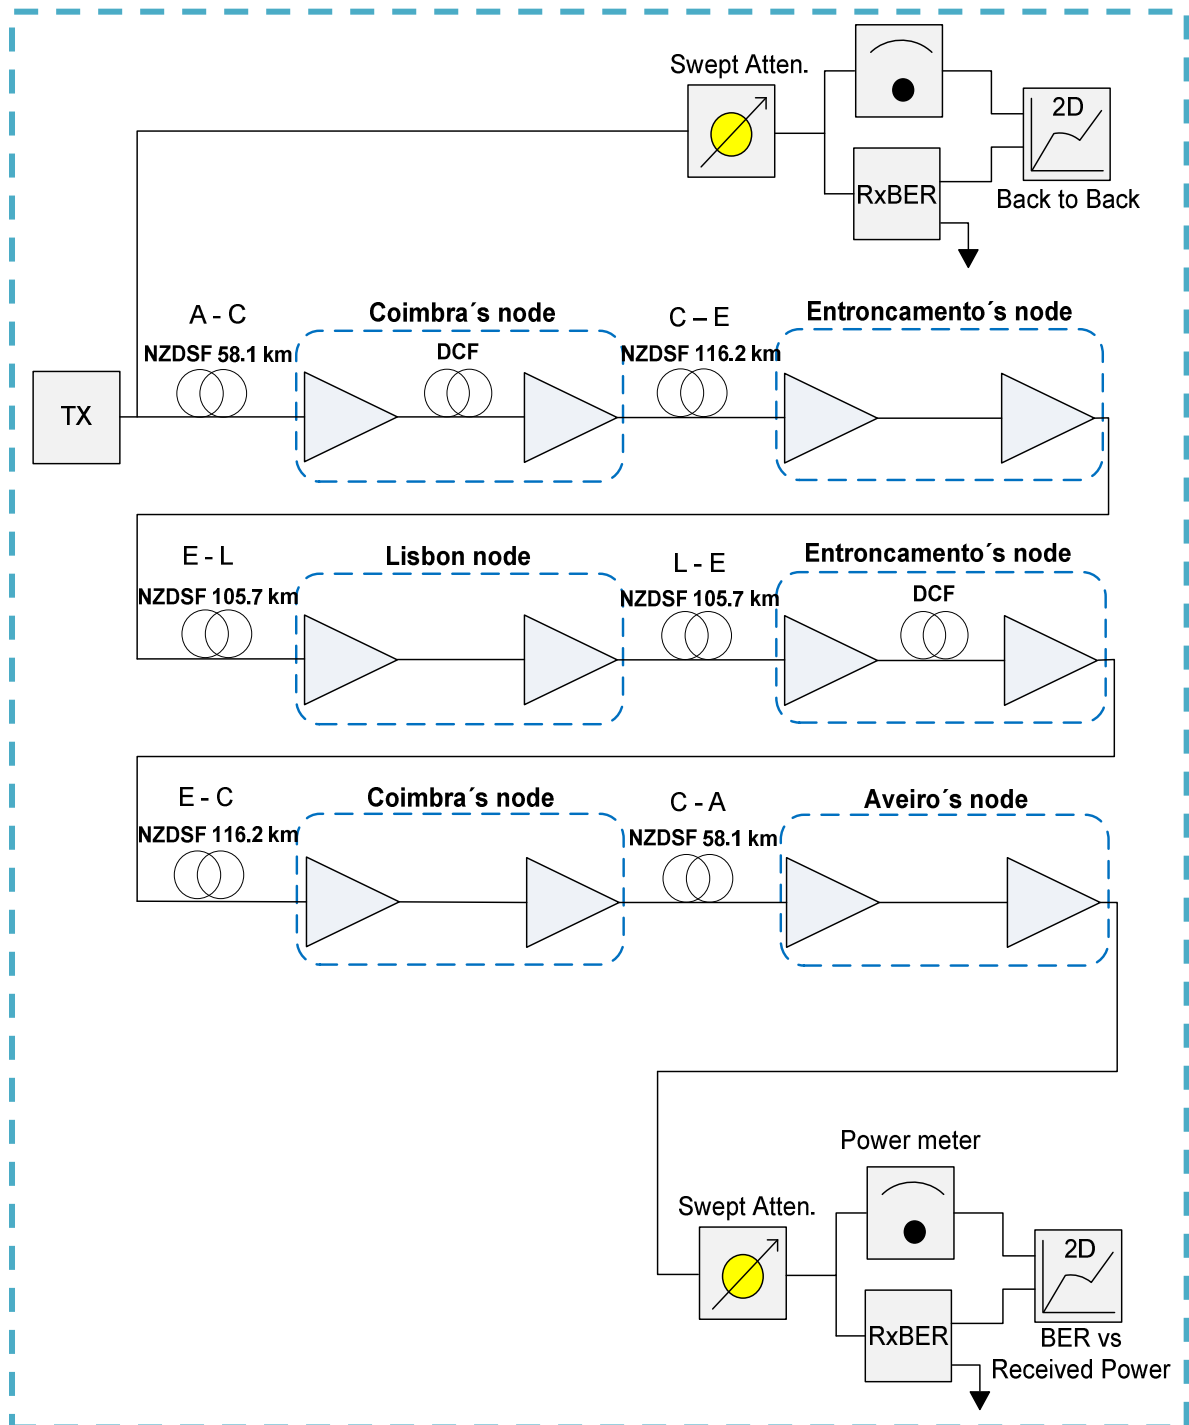 Swept Atten.
2D
RxBER
Back to Back
A - C
Coimbra´s node
C – E
Entroncamento´s node
NZDSF 58.1 km
DCF
NZDSF 116.2 km
TX
E - L
Lisbon node
L - E
Entroncamento´s node
NZDSF 105.7 km
NZDSF 105.7 km
DCF
E - C
Coimbra´s node
C - A
Aveiro´s node
NZDSF 116.2 km
NZDSF 58.1 km
Power meter
Swept Atten.
2D
RxBER
BER vs
Received Power